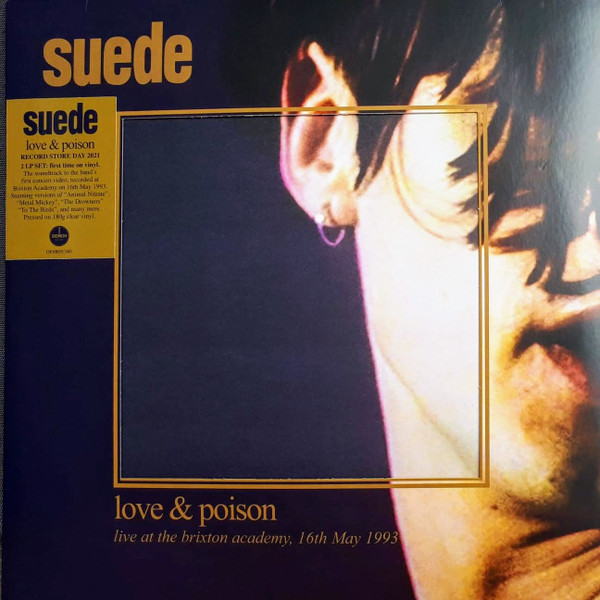 suede
suede
love & poison
RECORD STORE DAY 2021
2 LP SET: first time on vinyl.
The soundtrack to the band's
first concert video, recorded at
Brixton Academy on 16th May 1993.
Stunning versions of "Animal Nitrate",
"Metal Mickey", "The Drowners"
"To The Birds", and many more.
Pressed on 180g clear vinyl.
DEMON
love & poison
live at the brixton academy, 16th May 1993